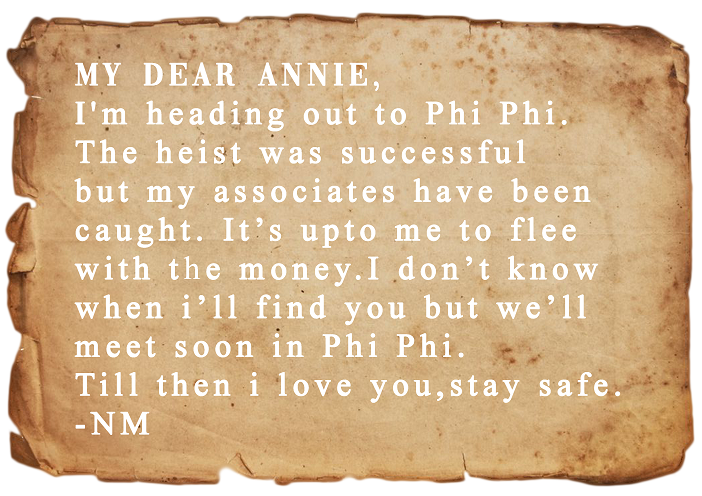 MY DEAR ANNIE,
I'm heading out to Phi Phi.
The heist was successful
but my associates have been
caught. It’s upto me to flee
with the money.I don’t know
when i’ll find you but we’ll
meet soon in Phi Phi.
Till then i love you,stay safe.
-NM